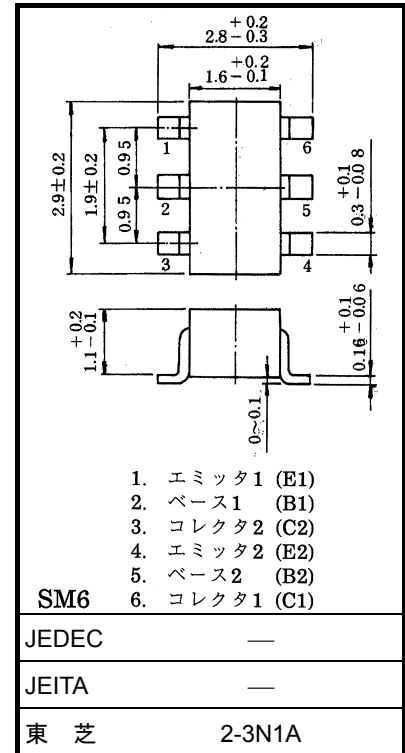 +0.2
2.8−0.3
+0.2
1.6−0.1
2.9±0.2
1.9±0.2
0.95
0.95
1
2
3
6
5
4
+0.1
0.3−0.08
+0.2
1.1−0.1
0〜0.1
+0.1
0.16−0.06
1. エミッタ1 (E1)
2. ベース1 (B1)
3. コレクタ2 (C2)
4. エミッタ2 (E2)
5. ベース2 (B2)
SM6 6. コレクタ1 (C1)
JEDEC ―
JEITA ―
東 芝 2-3N1A